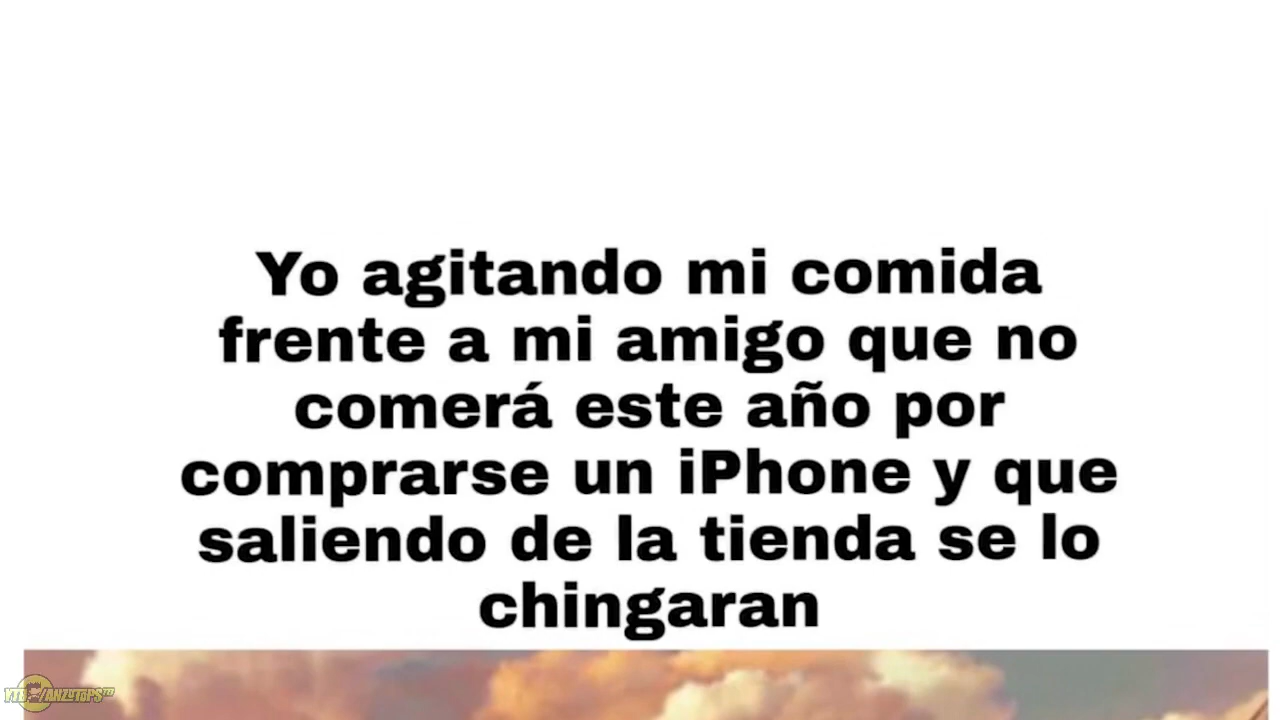 Yo agitando mi comida
frente a mi amigo que no
comerá este año por
comprarse un iPhone y que
saliendo de la tienda se lo
chingaran